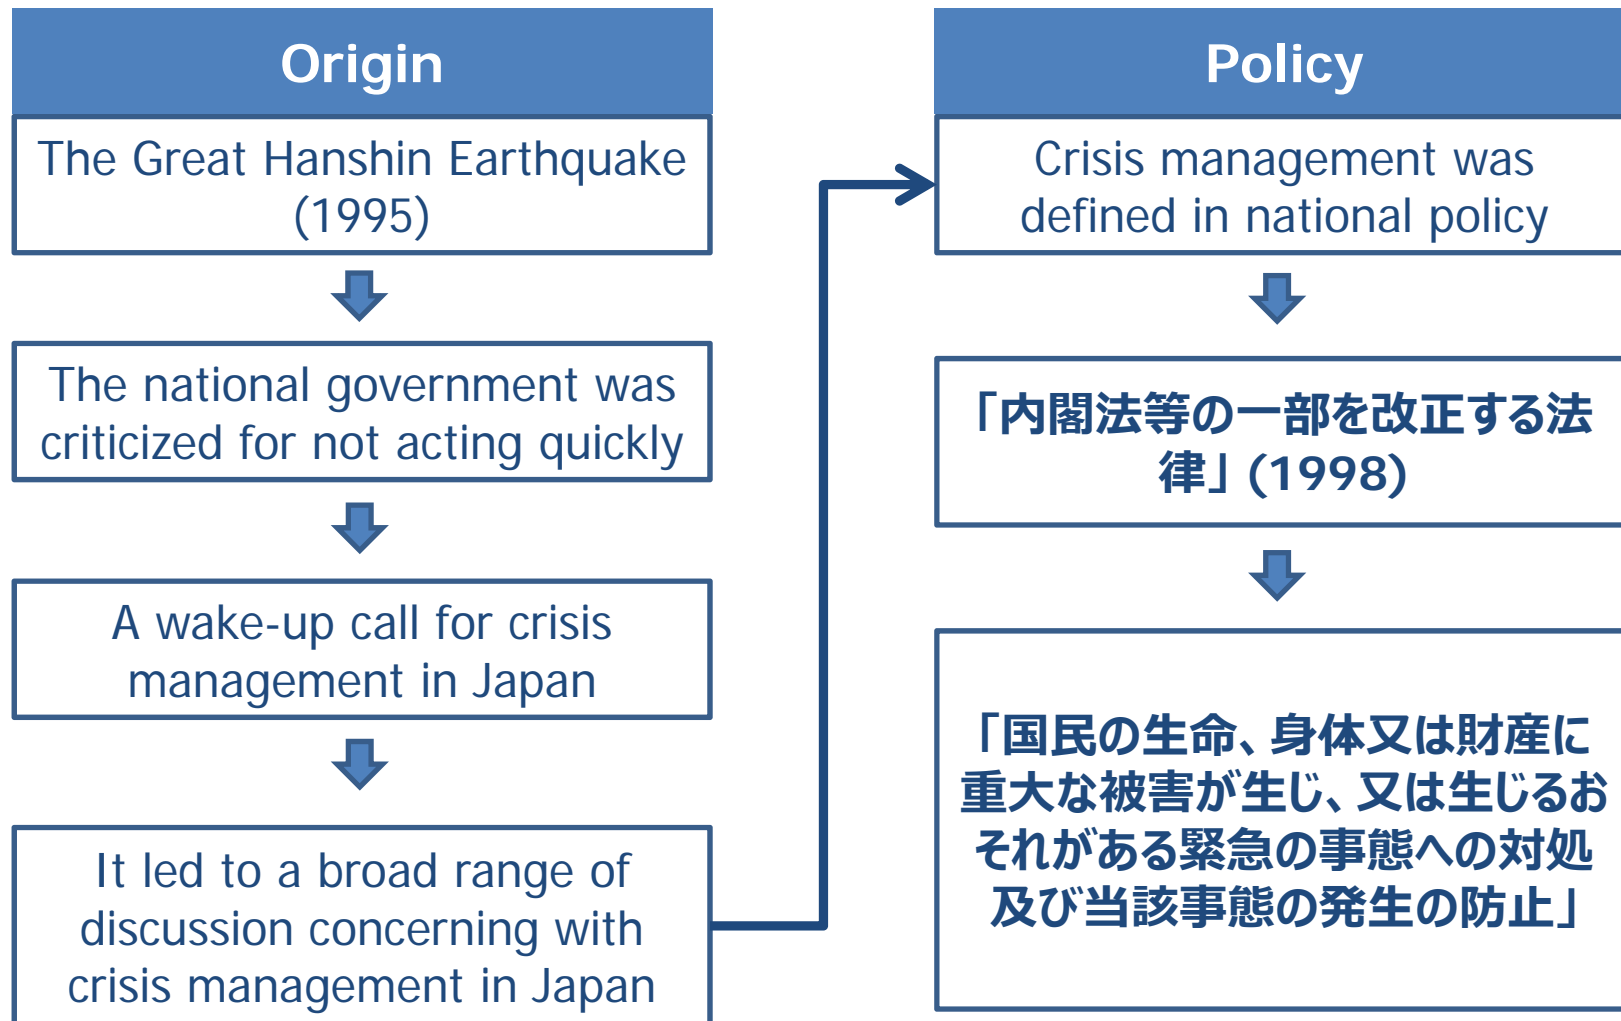 Origin
The Great Hanshin Earthquake
(1995)
The national government was
criticized for not acting quickly
A wake-up call for crisis
management in Japan
It led to a broad range of
discussion concerning with
crisis management in Japan
Policy
Crisis management was
defined in national policy
「内閣法等の一部を改正する法
律」 (1998)
「国民の生命、身体又は財産に
重大な被害が生じ、又は生じるお
それがある緊急の事態への対処
及び当該事態の発生の防止」